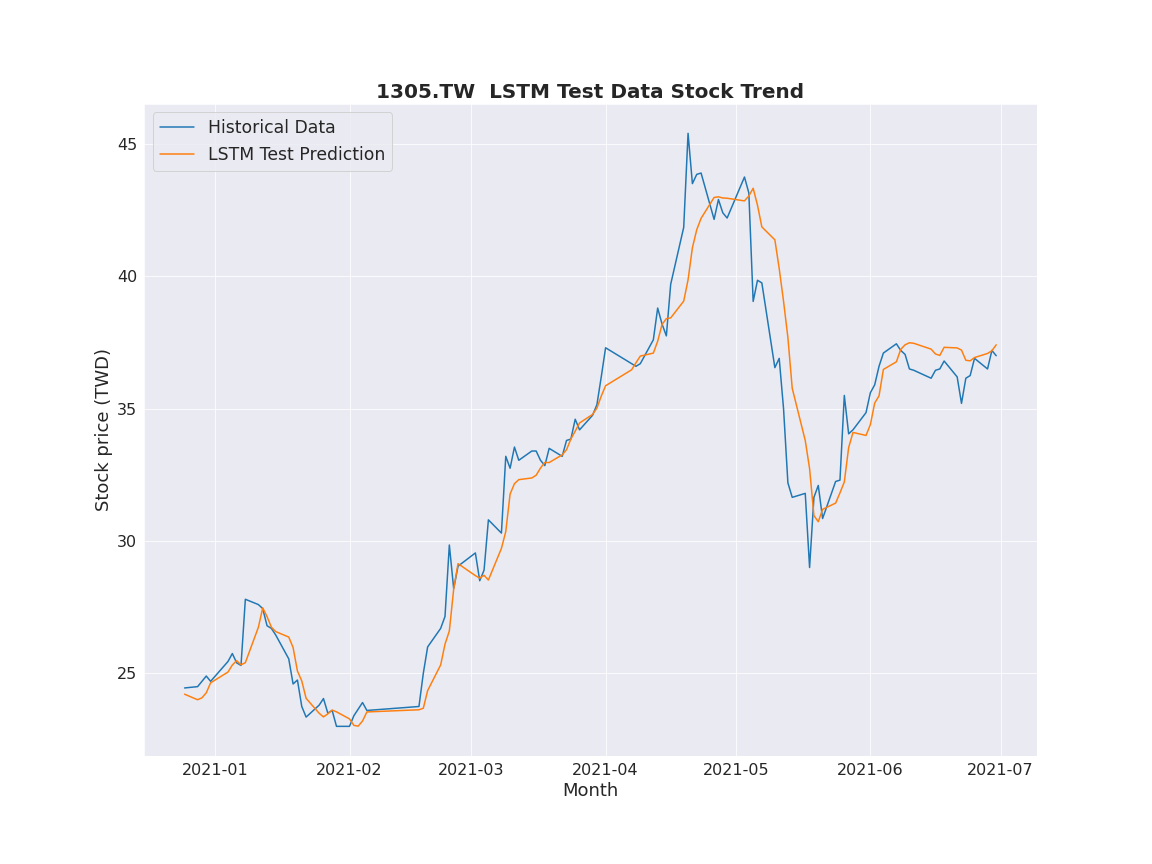 1305.TW  LSTM Test Data Stock Trend
Historical Data
LSTM Test Prediction
45
40
35
30
25
Stock price (TWD)
2021-01 2021-02 2021-03 2021-04 2021-05 2021-06 2021-07
Month